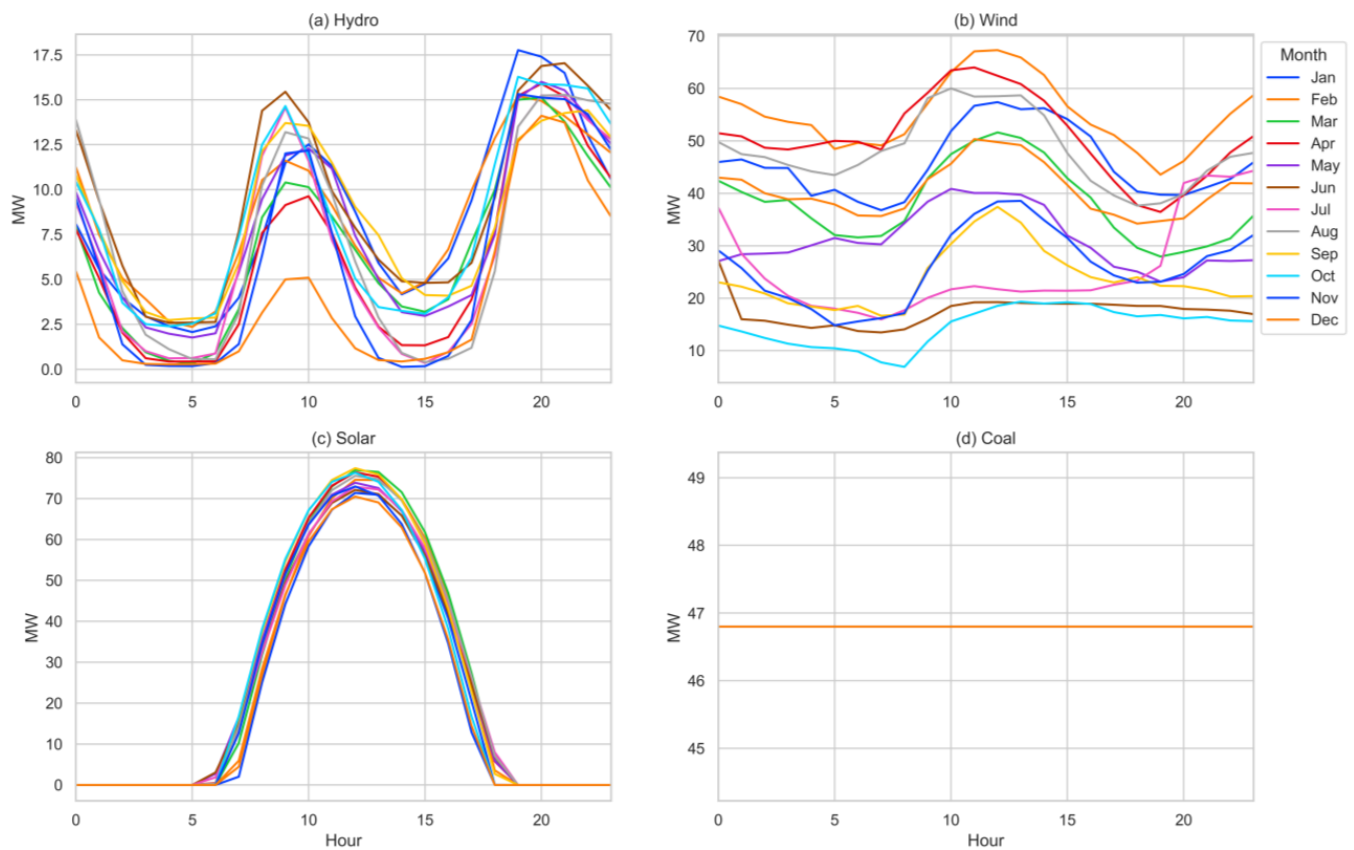 (a) Hydro
17.5
15.0
12.5
10.0
7.5
5.0
2.5
0.0
MW
0 5 10 15 20
(b) Wind
70
60
50
40
30
20
10
MW
0 5 10 15 20
Month
Jan
Feb
Mar
Apr
May
Jun
Jul
Aug
Sep
Oct
Nov
Dec
(c) Solar
80
70
60
50
40
30
20
10
0
MW
0 5 10 15 20
Hour
(d) Coal
49
48
47
46
45
MW
0 5 10 15 20
Hour